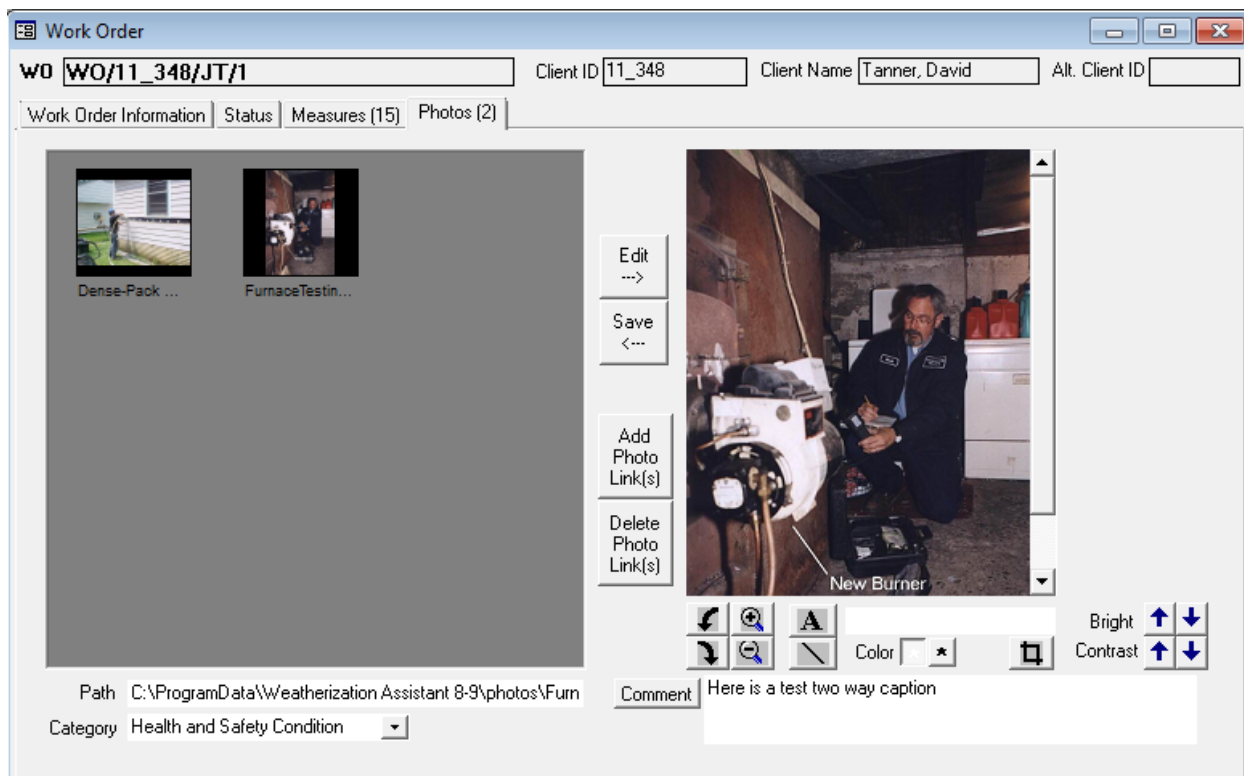 Work Order
WO WO/11_348/JT/1 Client ID 11_348 Client Name Tanner, David Alt. Client ID
Work Order Information Status Measures (15) Photos (2)
Dense-Pack ... FurnaceTestin...
Edit
--->
Save
<---
Add
Photo
Link(s)
Delete
Photo
Link(s)
New Burner
A
Bright
Color
Contrast
Path C:\ProgramData\Weatherization Assistant 8-9\photos\Furn
Comment Here is a test two way caption
Category Health and Safety Condition